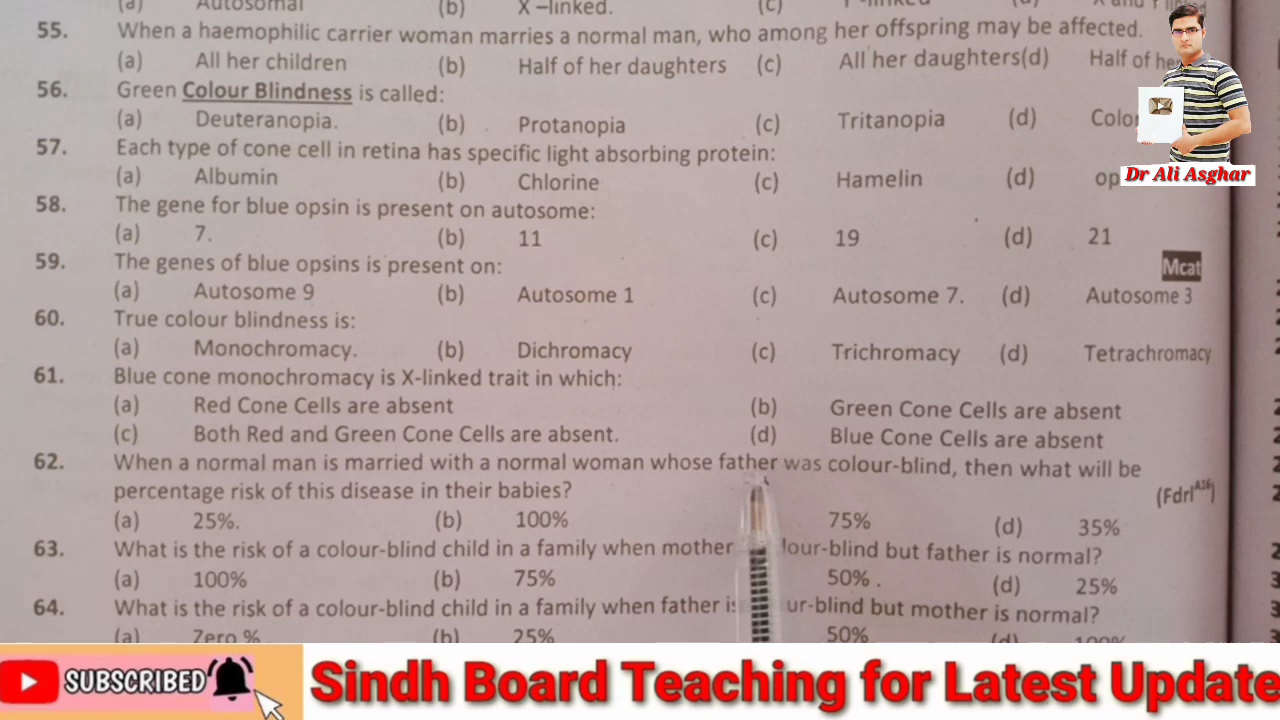 (a) Autosomal (b) X –linked. (c)
55. When a haemophilic carrier woman marries a normal man, who among her offspring may be affected.
(a) All her children (b) Half of her daughters (c) All her daughters(d) Half of her
56. Green Colour Blindness is called:
(a) Deuteranopia. (b) Protanopia (c) Tritanopia (d)
57. Each type of cone cell in retina has specific light absorbing protein:
(a) Albumin (b) Chlorine (c) Hamelin (d) op
Dr Ali Asghar
58. The gene for blue opsin is present on autosome:
(a) 7. (b) 11 (c) 19 (d) 21
59. The genes of blue opsins is present on: Mcat
(a) Autosome 9 (b) Autosome 1 (c) Autosome 7. (d) Autosome 3
60. True colour blindness is:
(a) Monochromacy. (b) Dichromacy (c) Trichromacy (d) Tetrachromacy
61. Blue cone monochromacy is X-linked trait in which:
(a) Red Cone Cells are absent (b) Green Cone Cells are absent
(c) Both Red and Green Cone Cells are absent. (d) Blue Cone Cells are absent
62. When a normal man is married with a normal woman whose father was colour-blind, then what will be
percentage risk of this disease in their babies? (Fdrl A16)
(a) 25%. (b) 100% 75% (d) 35%
63. What is the risk of a colour-blind child in a family when mother lour-blind but father is normal?
(a) 100% (b) 75% 50% . (d) 25%
64. What is the risk of a colour-blind child in a family when father is ur-blind but mother is normal?
(a) Zero % (b) 25% 50% (d) 100%
SUBSCRIBED Sindh Board Teaching for Latest Update